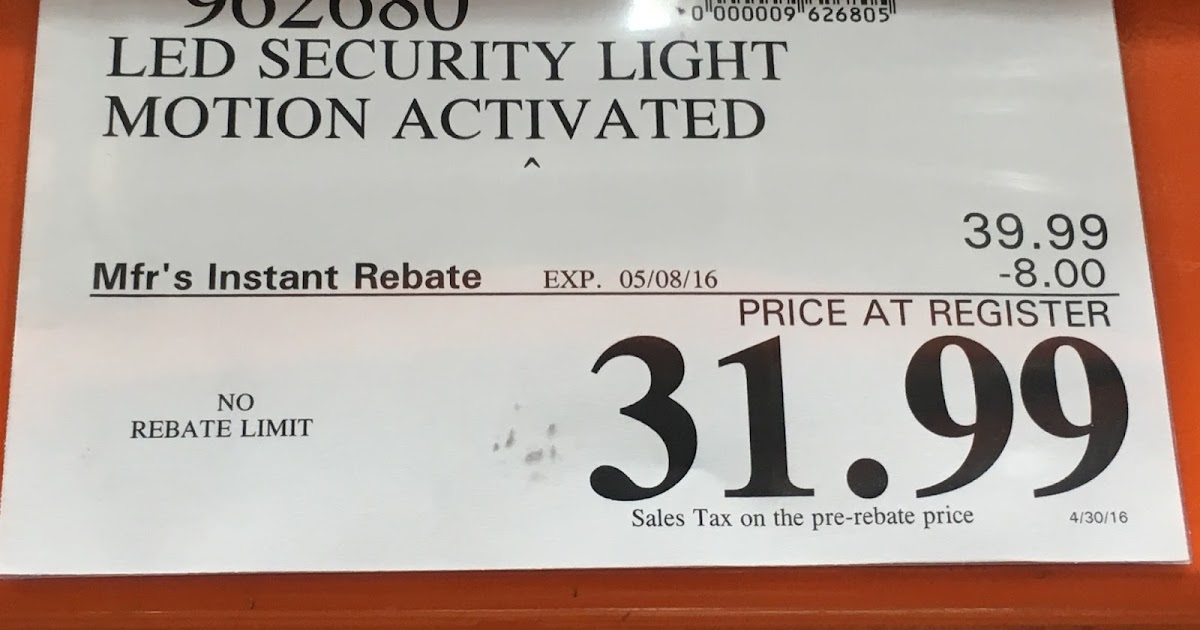 962680
0 000009 626805
LED SECURITY LIGHT
MOTION ACTIVATED
^
39.99
Mfr's Instant Rebate EXP. 05/08/16 -8.00
PRICE AT REGISTER
31.99
NO
REBATE LIMIT
Sales Tax on the pre-rebate price 4/30/16